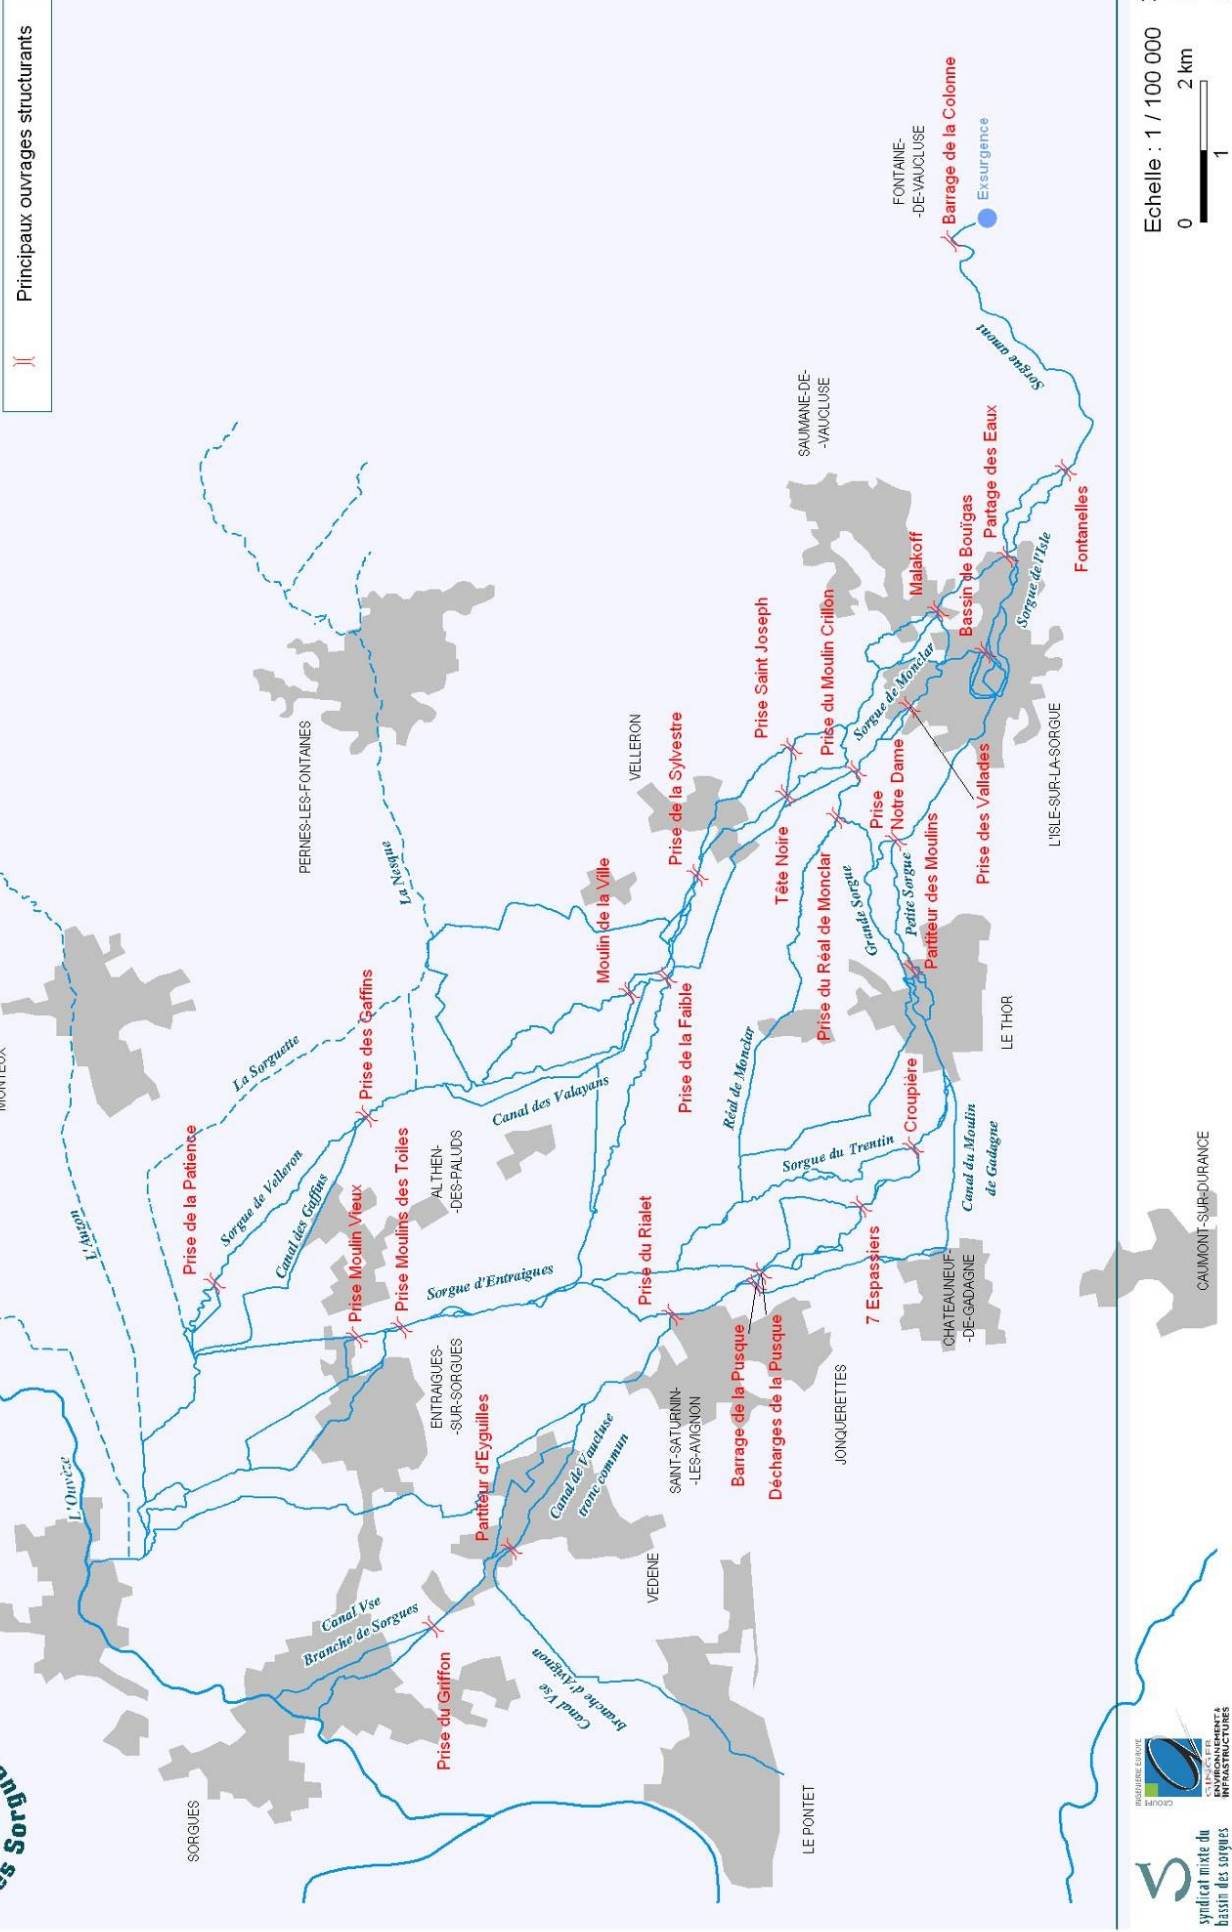 es Sorgues
Principaux ouvrages structurants
MONTEUX
SORGUES
L'Ouvèze
L'Auzon
La Sorguette
La Nesque
PERNES-LES-FONTAINES
Prise de la Patience
Sorgue de Velleron
Canal des Gaffins
Prise des Gaffins
Prise Moulin Vieux
Prise Moulins des Toiles
ALTHEN-
-DES-PALUDS
Canal des Valayans
Sorgue d'Entraigues
ENTRAIGUES-
-SUR-SORGUES
Partiteur d'Eyguilles
Canal Vse
Branche de Sorgues
Prise du Griffon
Canal Vse
branche d'Avignon
Canal de Vaucluse
tronc commun
VEDENE
LE PONTET
SAINT-SATURNIN-
-LES-AVIGNON
Prise du Rialet
Barrage de la Pusque
Décharges de la Pusque
JONQUERETTES
7 Espassiers
CHATEAUNEUF-
-DE-GADAGNE
Canal du Moulin
de Gadagne
Croupière
Sorgue du Trentin
Réal de Monclar
LE THOR
Moulin de la Ville
Prise de la Faible
Prise de la Sylvestre
VELLERON
Prise Saint Joseph
Tête Noire
Prise du Moulin Crillon
Prise du Réal de Monclar
Grande Sorgue
Petite Sorgue
Prise
Notre Dame
Partiteur des Moulins
Prise des Vallades
Sorgue de Monclar
Malakoff
Bassin de Bouïgas
Partage des Eaux
Sorgue de l'Isle
L'ISLE-SUR-LA-SORGUE
Fontanelles
SAUMANE-DE-
-VAUCLUSE
Sorgue amont
FONTAINE-
-DE-VAUCLUSE
Barrage de la Colonne
Exsurgence
CAUMONT-SUR-DURANCE
Echelle : 1 / 100 000
0
1
2 km
syndicat mixte du
bassin des sorgues
INGENIERIE EUROPE
GROUPE
GINGER
ENVIRONNEMENT &
INFRASTRUCTURES